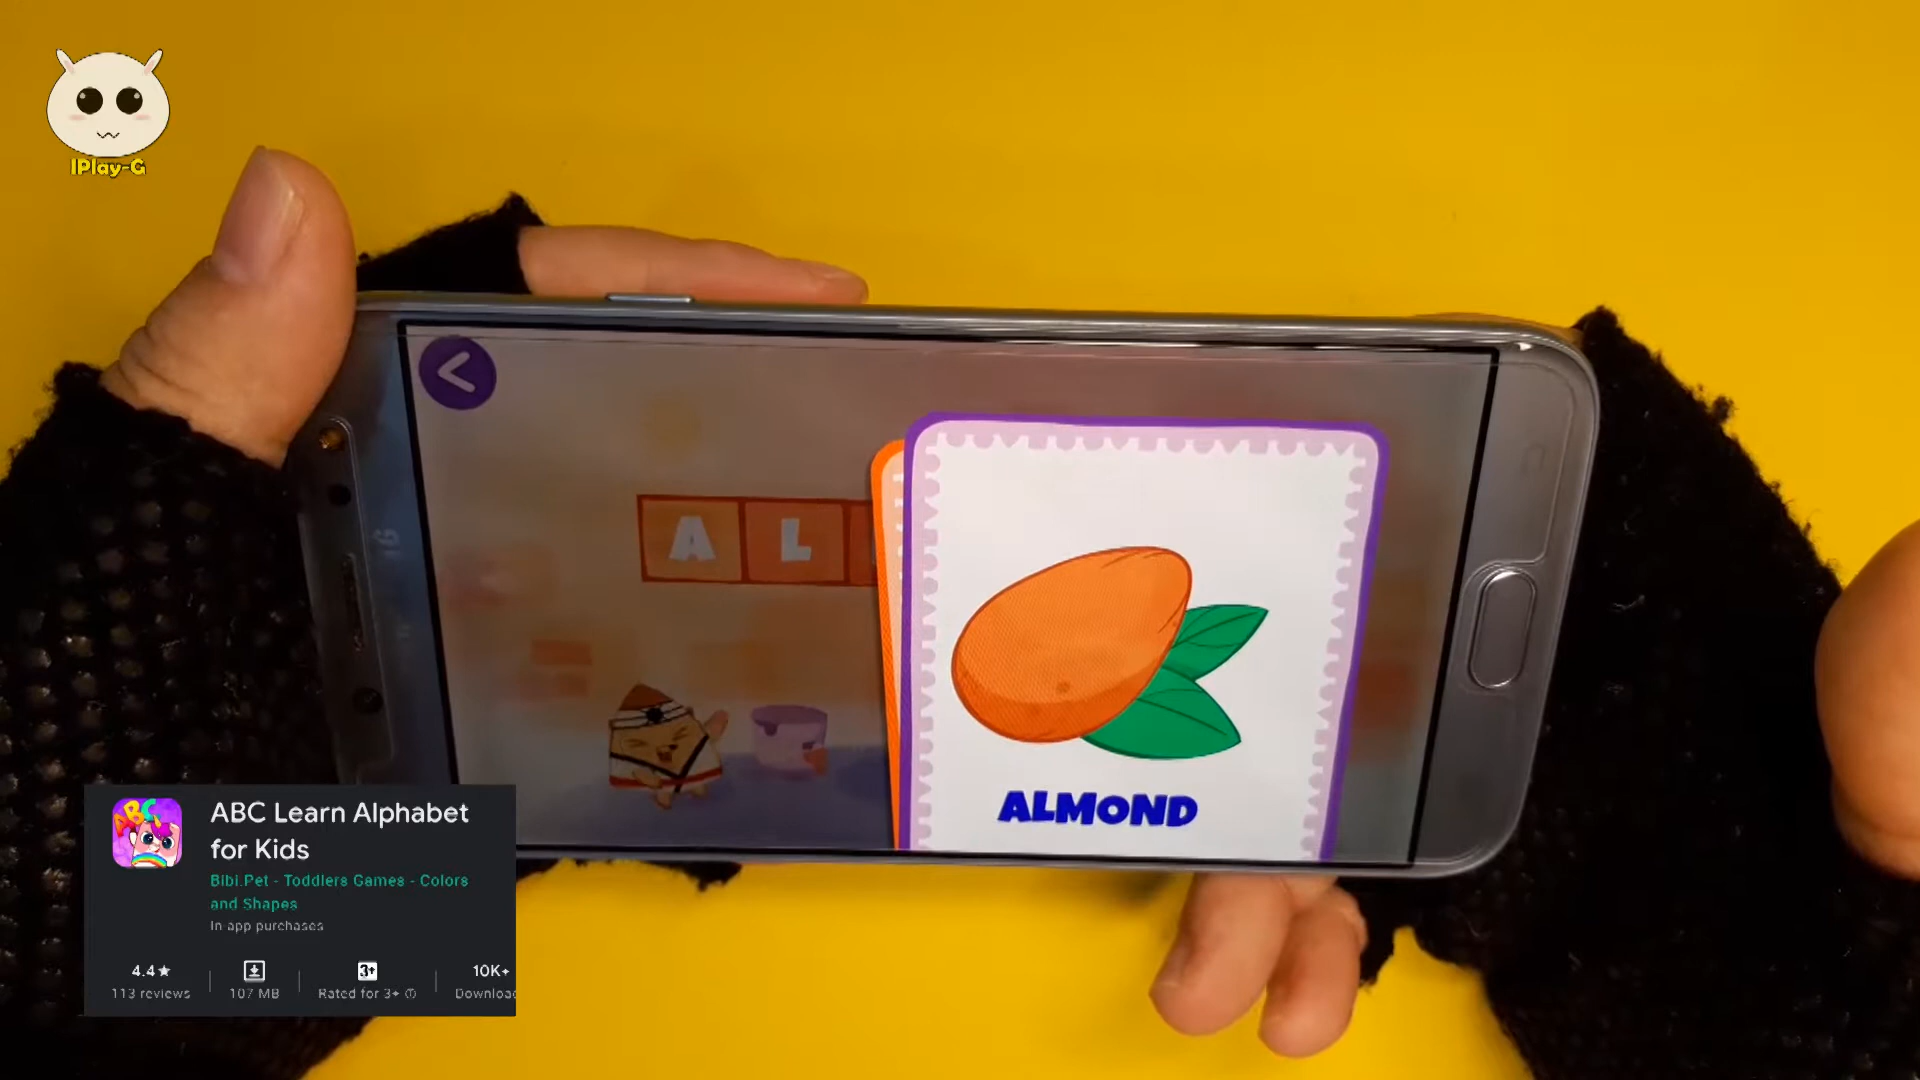 IPlay-G
A L
ALMOND
ABC Learn Alphabet
for Kids
Bibi.Pet - Toddlers Games - Colors
and Shapes
In app purchases
4.4★
113 reviews
107 MB
3+
Rated for 3+
10K+
Downloa